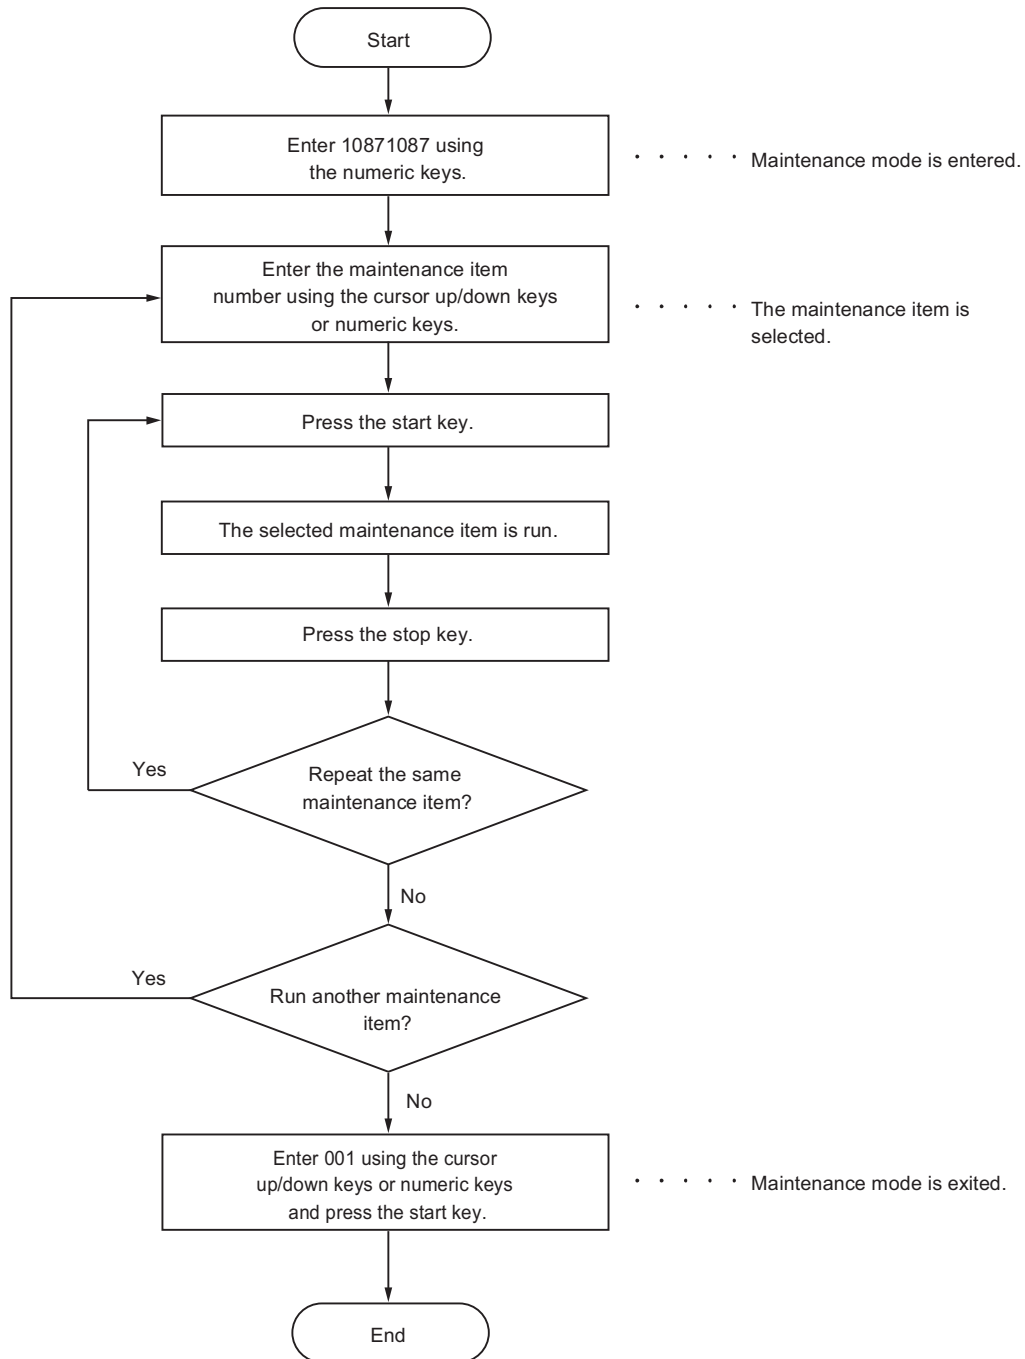 Start
Enter 10871087 using
the numeric keys.
· · · · · Maintenance mode is entered.
Enter the maintenance item
number using the cursor up/down keys
or numeric keys.
· · · · · The maintenance item is
selected.
Press the start key.
The selected maintenance item is run.
Press the stop key.
Yes
Repeat the same
maintenance item?
No
Yes
Run another maintenance
item?
No
Enter 001 using the cursor
up/down keys or numeric keys
and press the start key.
· · · · · Maintenance mode is exited.
End